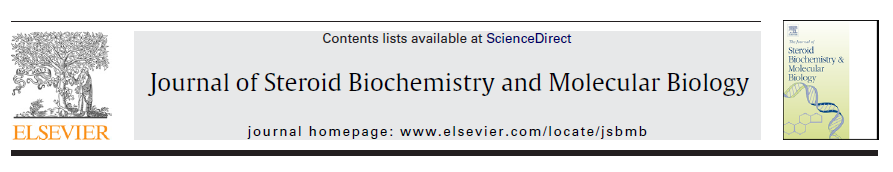 Contents lists available at ScienceDirect
Journal of Steroid Biochemistry and Molecular Biology
journal homepage: www.elsevier.com/locate/jsbmb
ELSEVIER
The Journal of
Steroid
Biochemistry &
Molecular
Biology